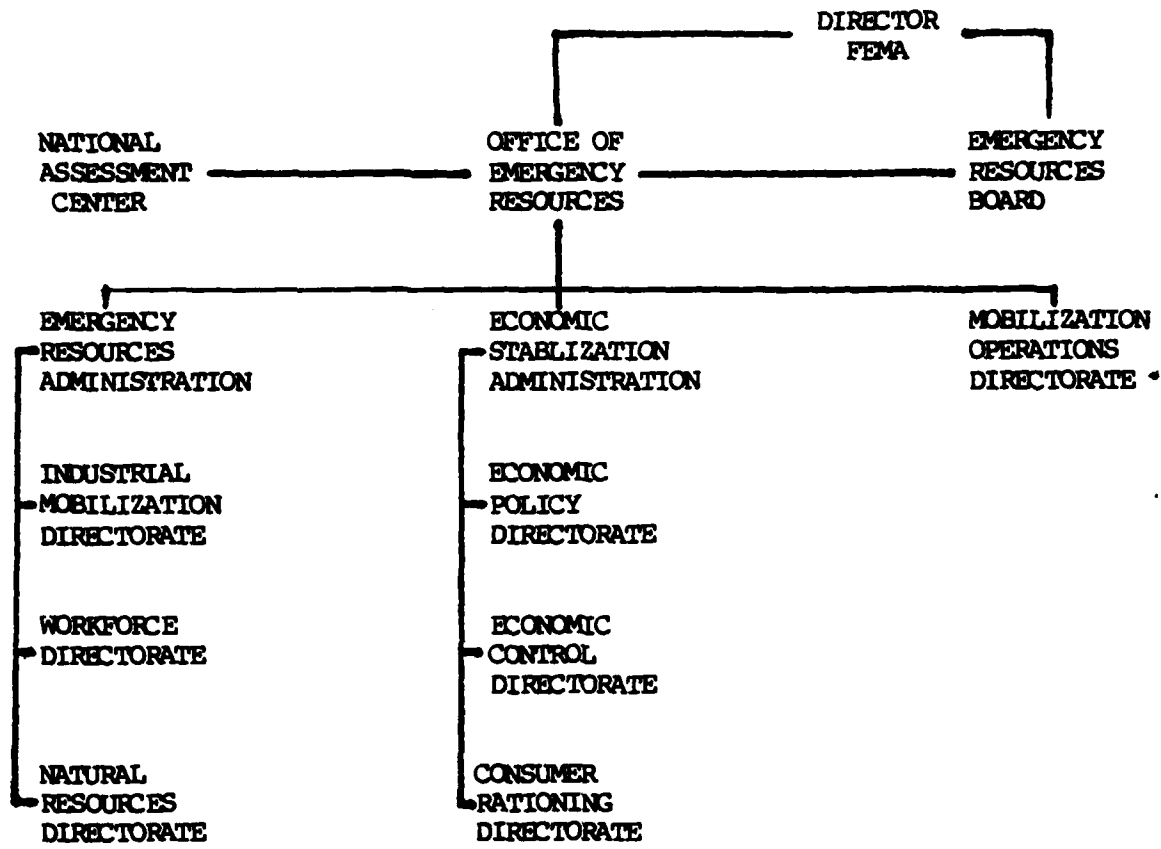 DIRECTOR
FEMA
NATIONAL
ASSESSMENT
CENTER
OFFICE OF
EMERGENCY
RESOURCES
EMERGENCY
RESOURCES
BOARD
EMERGENCY
RESOURCES
ADMINISTRATION
ECONOMIC
STABLIZATION
ADMINISTRATION
MOBILIZATION
OPERATIONS
DIRECTORATE
INDUSTRIAL
MOBILIZATION
DIRECTORATE
ECONOMIC
POLICY
DIRECTORATE
WORKFORCE
DIRECTORATE
ECONOMIC
CONTROL
DIRECTORATE
NATURAL
RESOURCES
DIRECTORATE
CONSUMER
RATIONING
DIRECTORATE